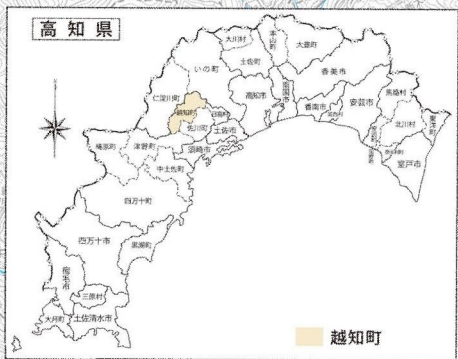 高知県
大川村
本山町
大豊町
土佐町
いの町
香美市
仁淀川町
高知市
南国市
馬路村
越知町
日高村
香南市
安芸市
北川村
東洋町
佐川町
土佐市
津野町
須崎市
梼原町
室戸市
中土佐町
四万十町
四万十市
黒潮町
宿毛市
三原村
大月町
土佐清水市
越知町